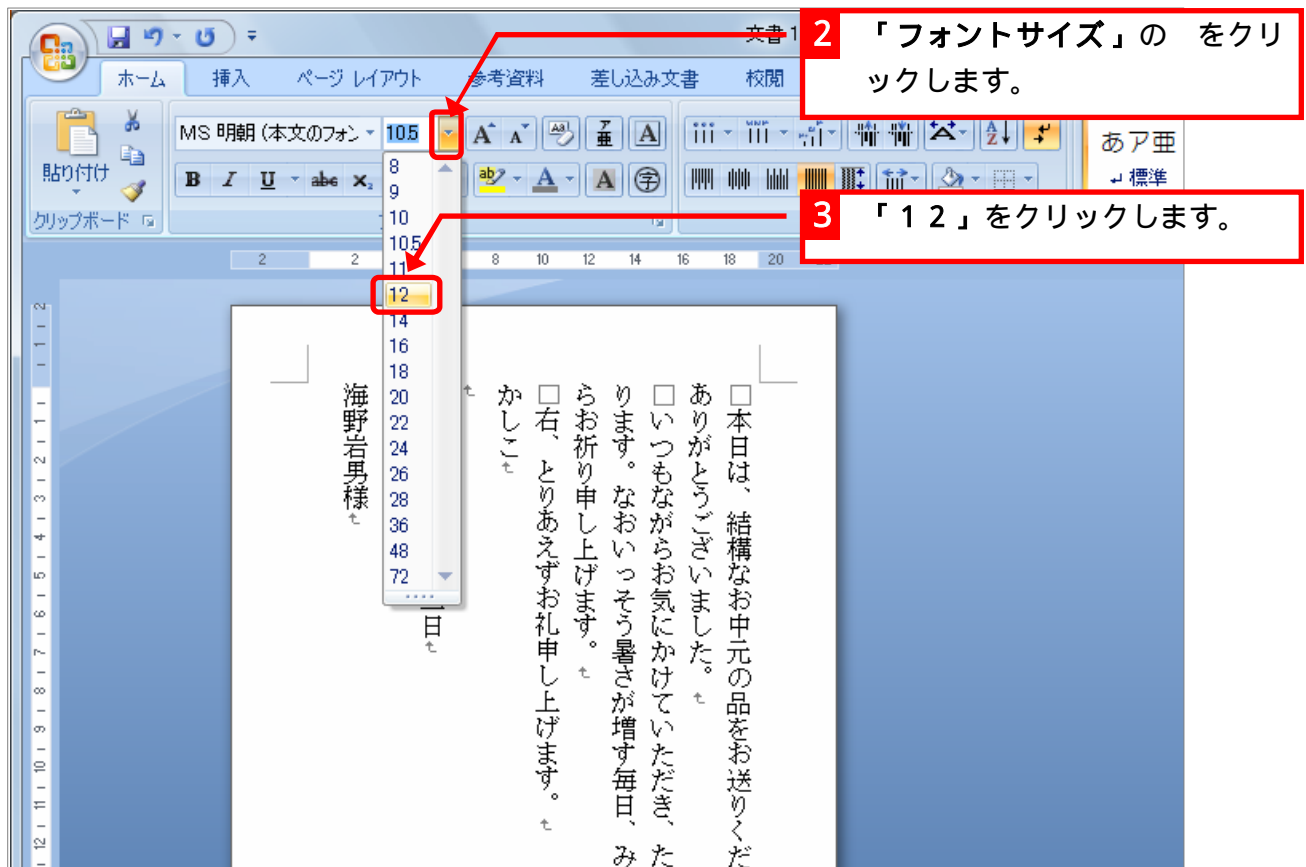 文書1
2 「フォントサイズ」の　をクリ
ックします。
ホーム 挿入 ページ レイアウト 参考資料 差し込み文書 校閲
MS 明朝 (本文のフォン 10.5
貼り付け
クリップボード
あア亜
標準
3 「１２」をクリックします。
8
9
10
10.5
11
12
14
16
18
20
22
24
26
28
36
48
72
2 2 8 10 12 14 16 18 20
□本日は、結構なお中元の品をお送りくだ
ありがとうございました。
□いつもながらお気にかけていただき、た
ります。なおいっそう暑さが増す毎日、み
らお祈り申し上げます。
□右、とりあえずお礼申し上げます。
かしこ
日
海野岩男様